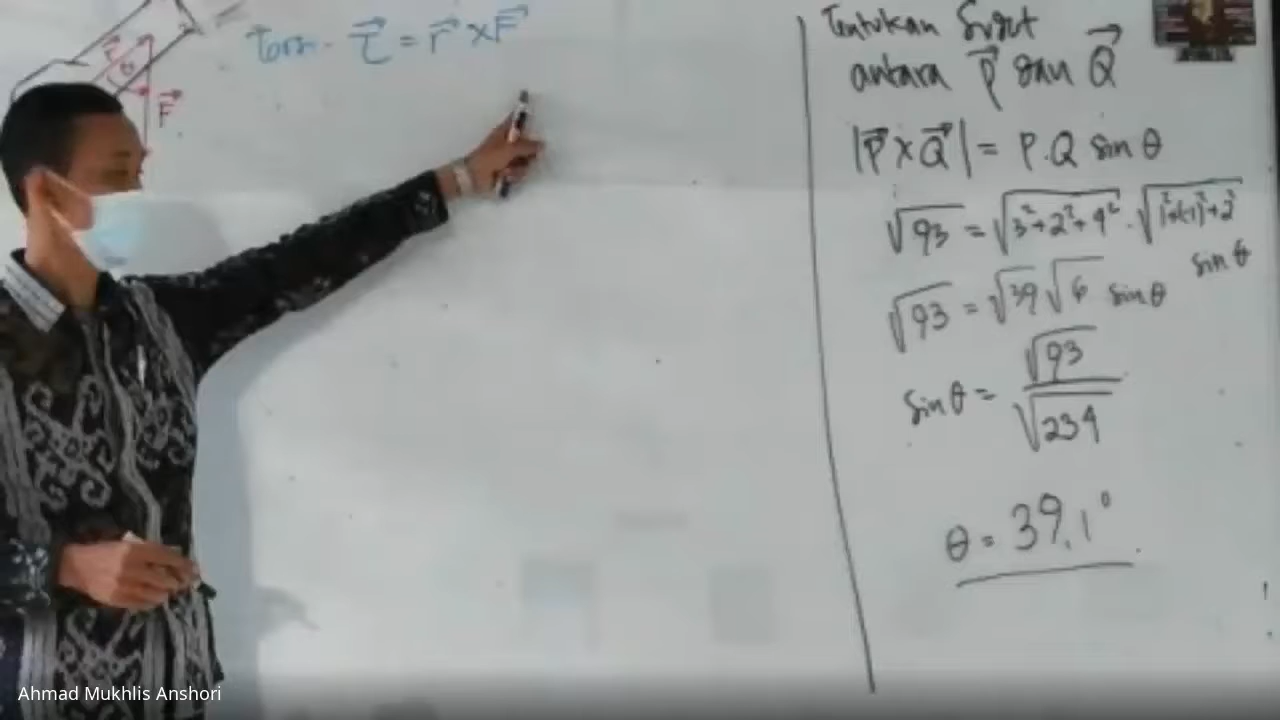 r⃗
θ
F⃗
Torsi. τ⃗ = r⃗ × F⃗
Tentukan Sudut
antara P⃗ dan Q⃗
|P⃗ × Q⃗| = P.Q sin θ
√93 = √3²+2²+4² . √1²+(-1)²+2²
sin θ
√93 = √39 √6 sin θ
sin θ = √93 / √234
θ = 39,1°
Ahmad Mukhlis Anshori